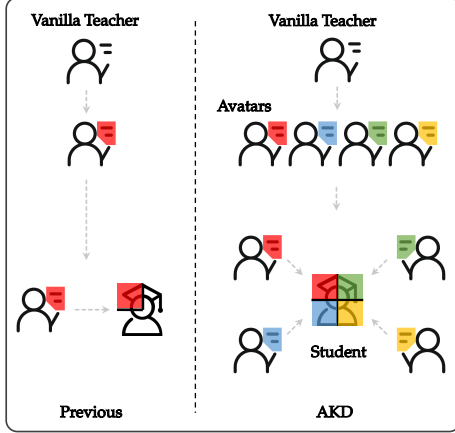 Vanilla Teacher
Vanilla Teacher
Avatars
Student
Previous
AKD